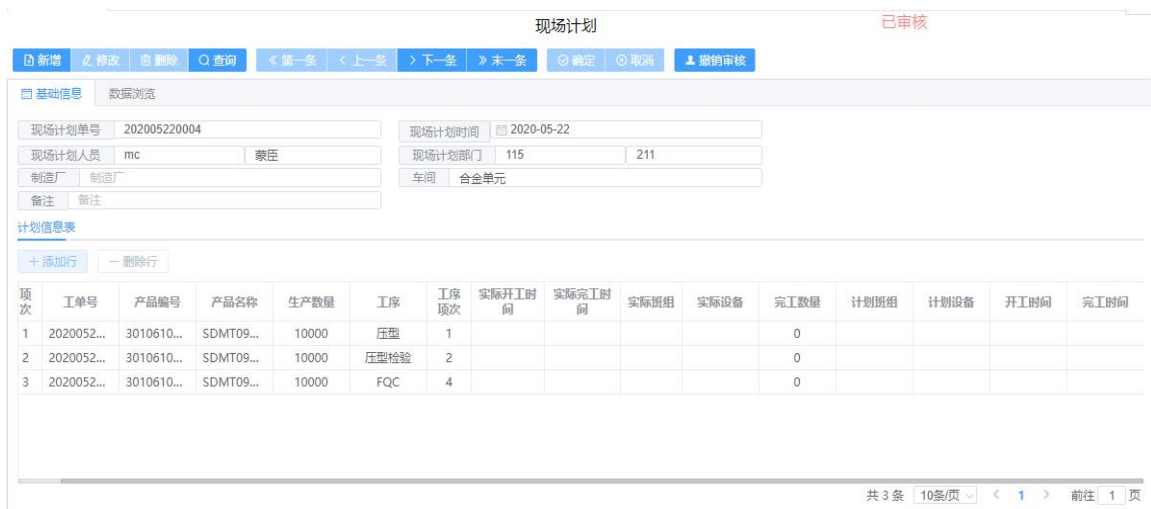 现场计划 已审核
新增 修改 删除 查询 第一条 上一条 下一条 末一条 确定 取消 撤销审核
基础信息 数据浏览
现场计划单号 202005220004 现场计划时间 2020-05-22
现场计划人员 mc 蒙臣 现场计划部门 115 211
制造厂 制造厂 车间 合金单元
备注 备注
计划信息表
+ 添加行 − 删除行
项次 工单号 产品编号 产品名称 生产数量 工序 工序项次 实际开工时间 实际完工时间 实际班组 实际设备 完工数量 计划班组 计划设备 开工时间 完工时间
1 2020052... 3010610... SDMT09... 10000 压型 1 0
2 2020052... 3010610... SDMT09... 10000 压型检验 2 0
3 2020052... 3010610... SDMT09... 10000 FQC 4 0
共 3 条 10条/页 < 1 > 前往 1 页